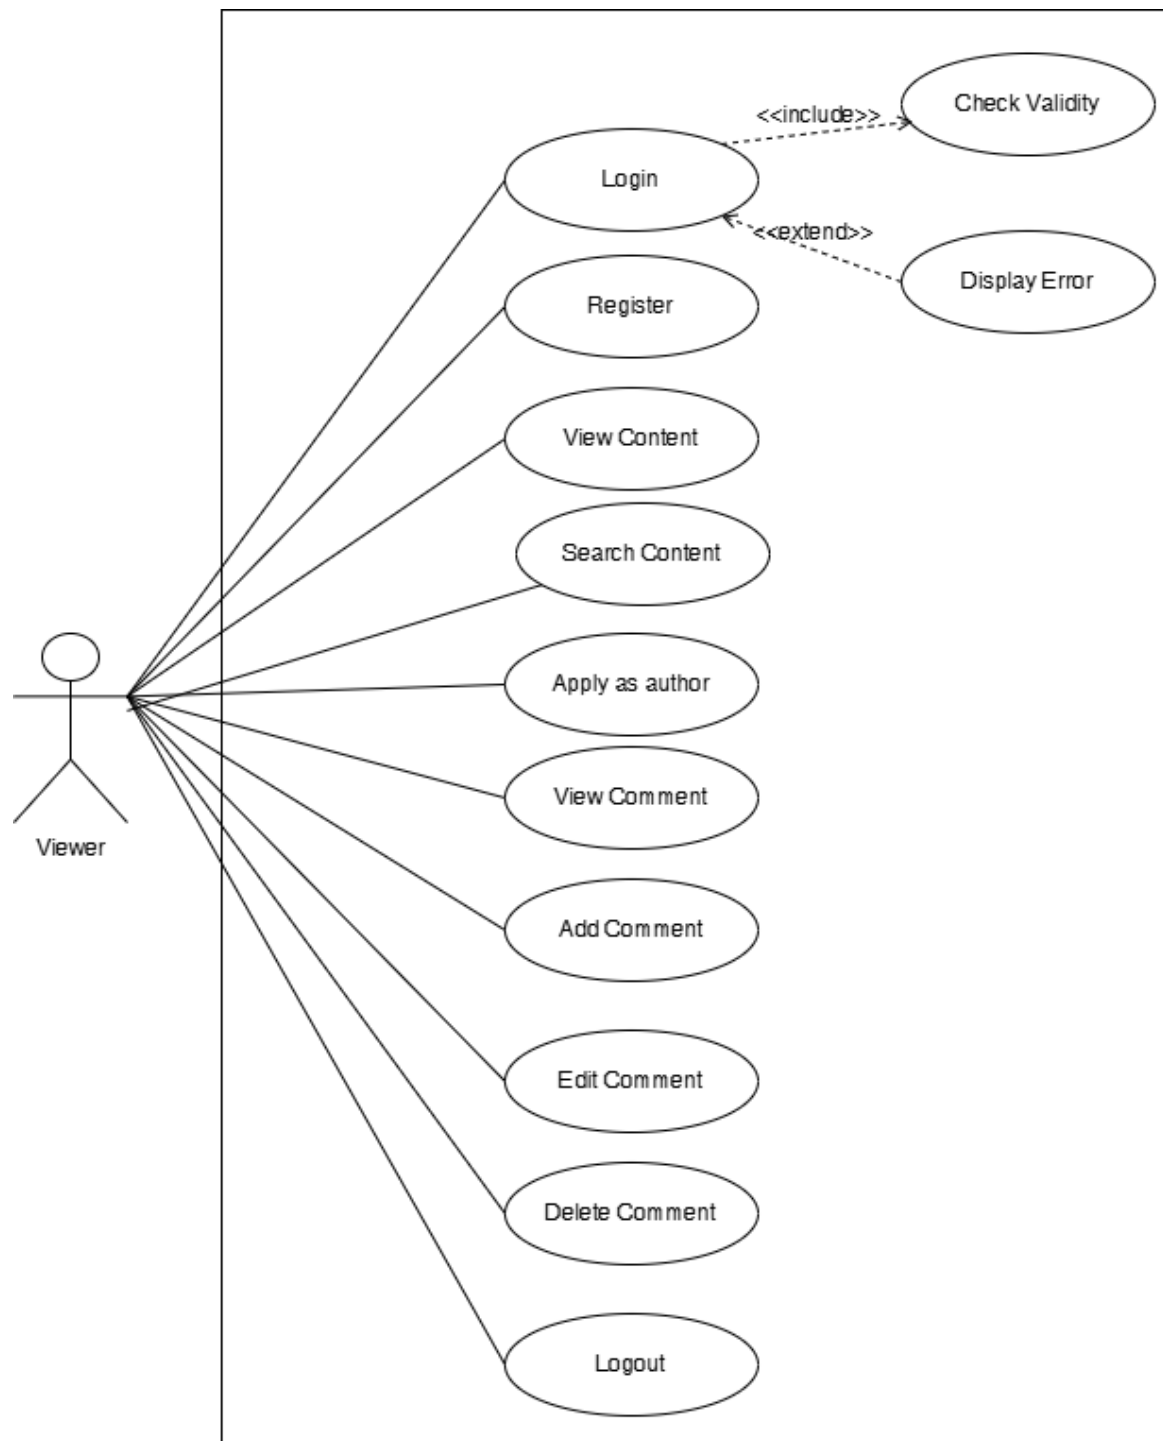 Check Validity
<<include>>
Login
<<extend>>
Display Error
Register
View Content
Search Content
Apply as author
View Comment
Viewer
Add Comment
Edit Comment
Delete Comment
Logout